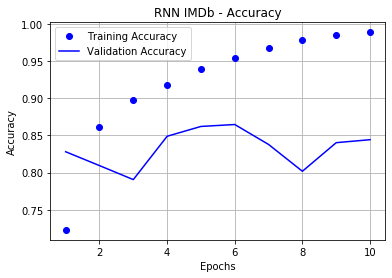 RNN IMDb - Accuracy
Training Accuracy
Validation Accuracy
1.00
0.95
0.90
0.85
0.80
0.75
Accuracy
2 4 6 8 10
Epochs